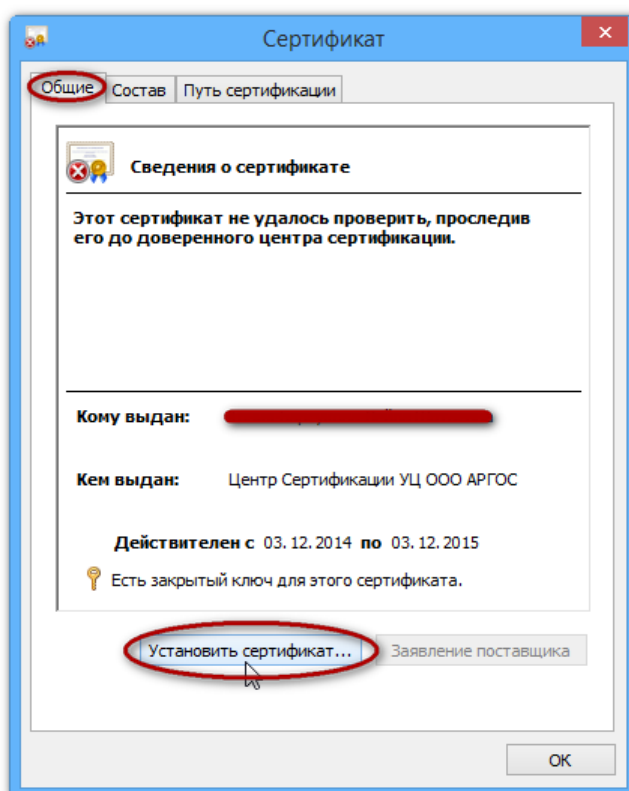 Сертификат
Общие Состав Путь сертификации
Сведения о сертификате
Этот сертификат не удалось проверить, проследив
его до доверенного центра сертификации.
Кому выдан:
Кем выдан: Центр Сертификации УЦ ООО АРГОС
Действителен с 03.12.2014 по 03.12.2015
Есть закрытый ключ для этого сертификата.
Установить сертификат... Заявление поставщика
ОК